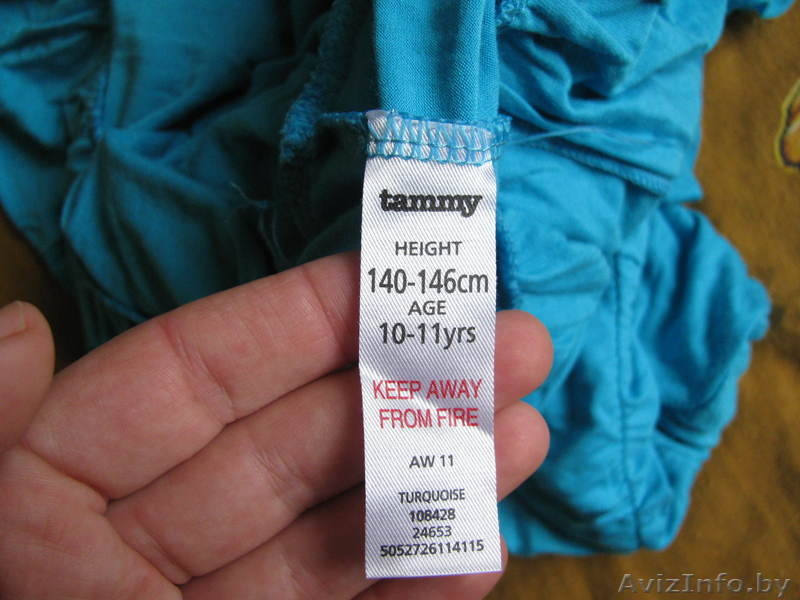 tammy
HEIGHT
140-146cm
AGE
10-11yrs
KEEP AWAY
FROM FIRE
AW 11
TURQUOISE
108428
24653
5052726114115
AvizInfo.by